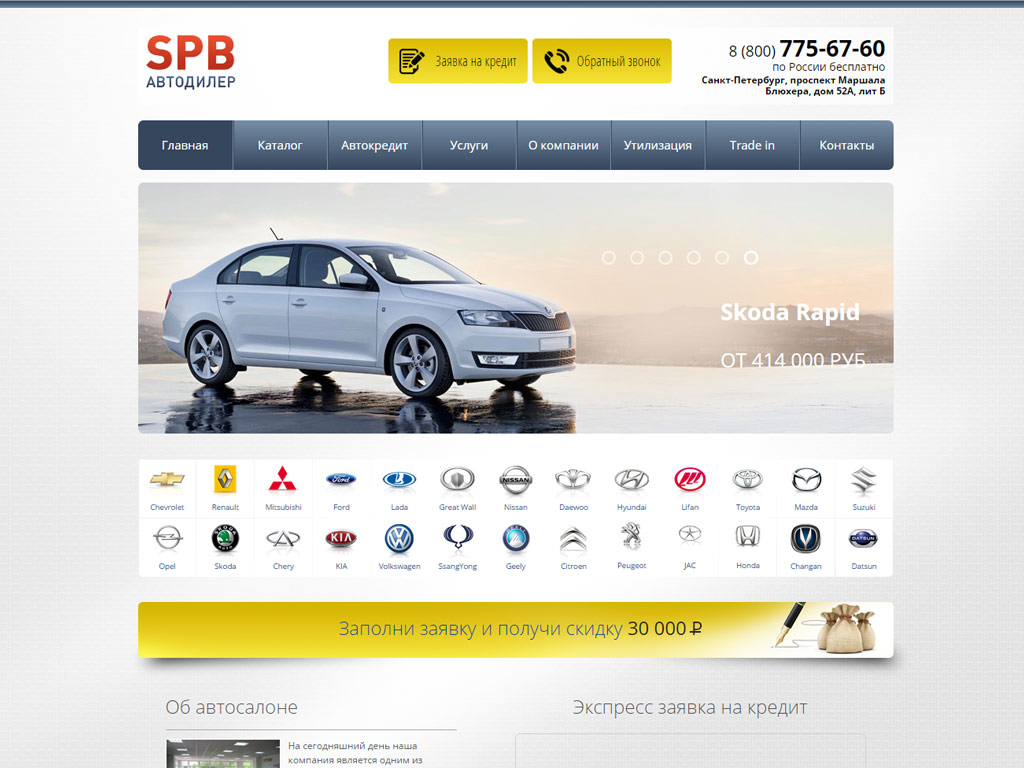 SPB
АВТОДИЛЕР
Заявка на кредит
Обратный звонок
8 (800) 775-67-60
по России бесплатно
Санкт-Петербург, проспект Маршала
Блюхера, дом 52А, лит Б
Главная
Каталог
Автокредит
Услуги
О компании
Утилизация
Trade in
Контакты
Skoda Rapid
ОТ 414 000 РУБ
Chevrolet
Renault
Mitsubishi
Ford
Lada
Great Wall
Nissan
Daewoo
Hyundai
Lifan
Toyota
Mazda
Suzuki
Opel
Skoda
Chery
KIA
Volkswagen
SsangYong
Geely
Citroen
Peugeot
JAC
Honda
Changan
Datsun
Заполни заявку и получи скидку 30 000 ₽
Об автосалоне
Экспресс заявка на кредит
На сегодняшний день наша
компания является одним из